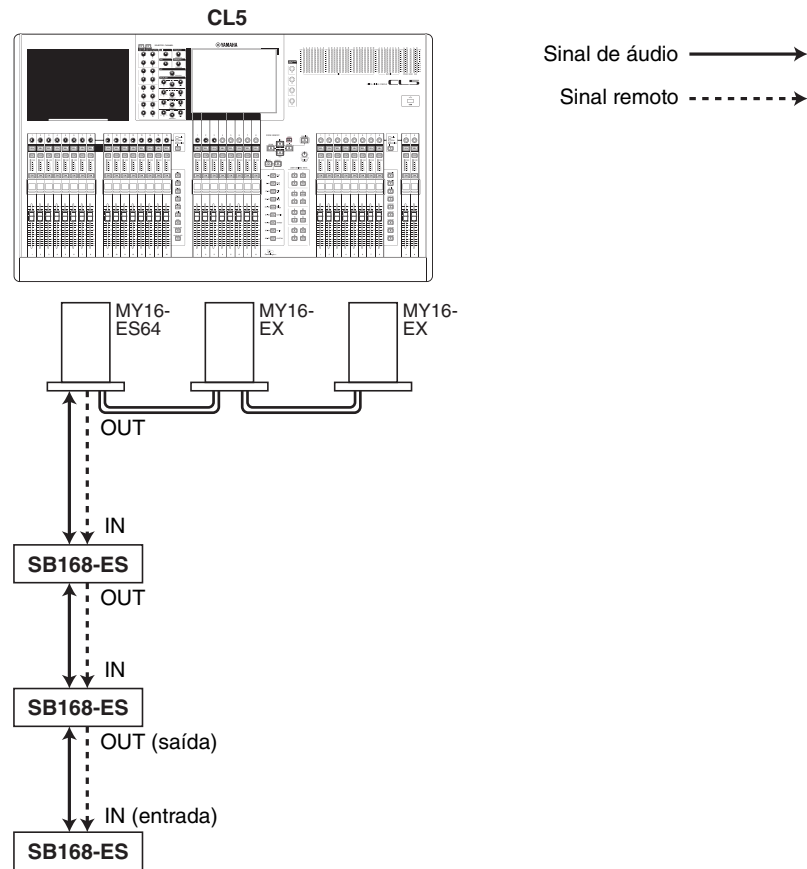 CL5
YAMAHA
Sinal de áudio
Sinal remoto
MY16-
ES64
MY16-
EX
MY16-
EX
OUT
IN
SB168-ES
OUT
IN
SB168-ES
OUT (saída)
IN (entrada)
SB168-ES